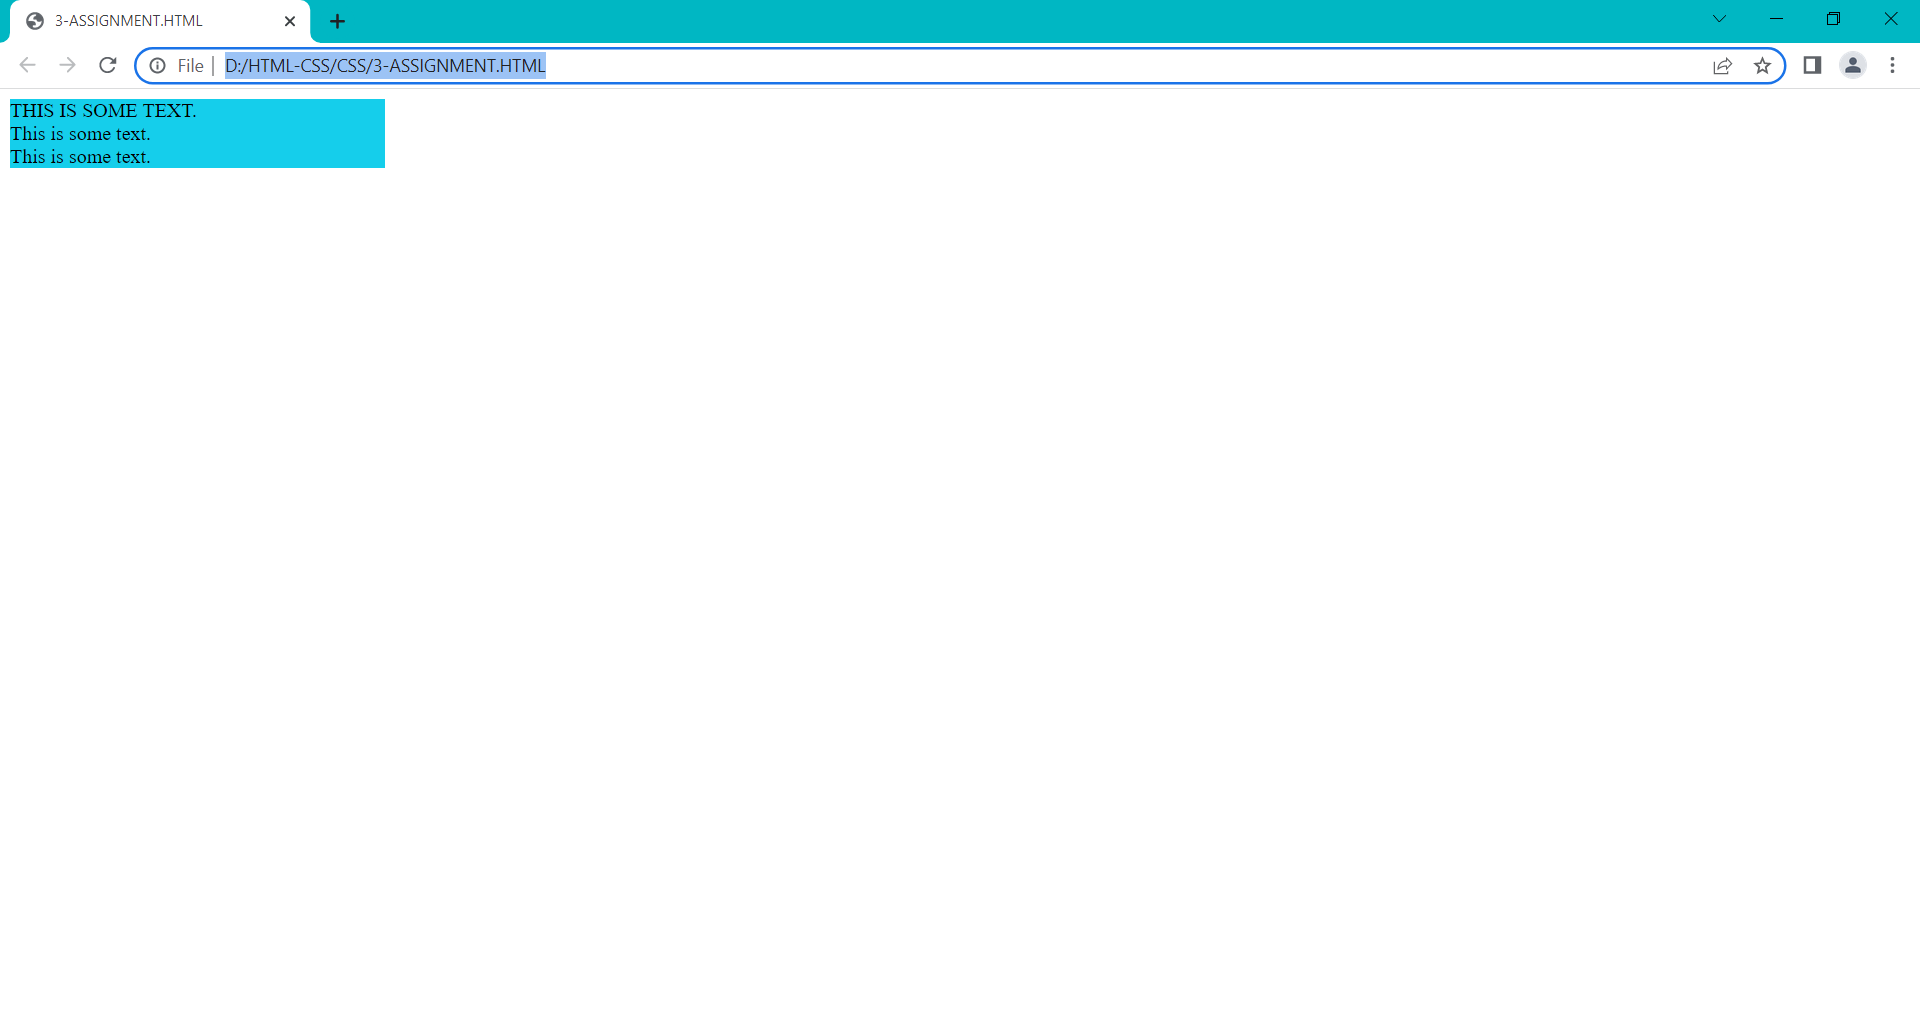 3-ASSIGNMENT.HTML
File D:/HTML-CSS/CSS/3-ASSIGNMENT.HTML
THIS IS SOME TEXT.
This is some text.
This is some text.